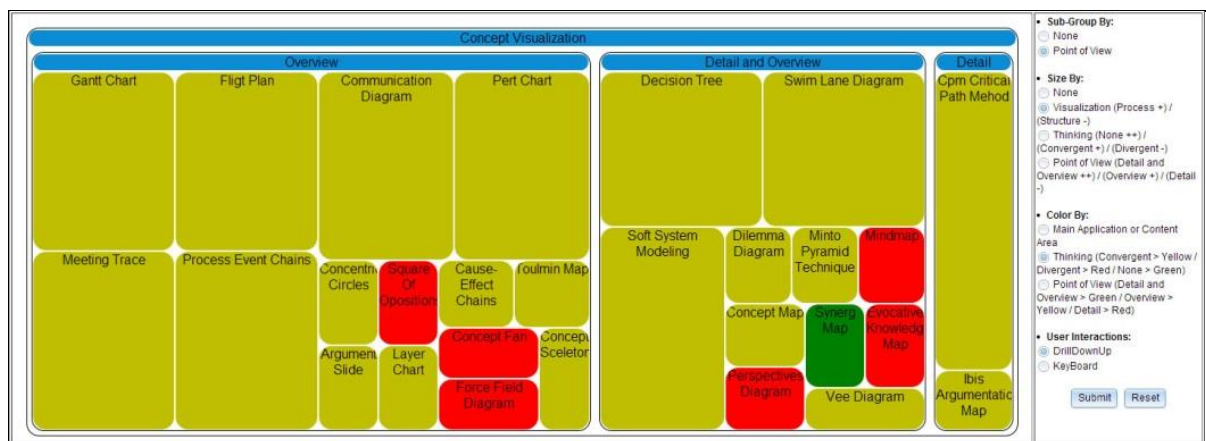 Concept Visualization
Overview
Gantt Chart
Fligt Plan
Communication
Diagram
Pert Chart
Meeting Trace
Process Event Chains
Concentri
Circles
Square
Of
Oposition
Cause-
Effect
Chains
Toulmin Map
Argument
Slide
Layer
Chart
Concept Fan
Force Field
Diagram
Concep
Sceleton
Detail and Overview
Decision Tree
Swim Lane Diagram
Soft System
Modeling
Dilemma
Diagram
Minto
Pyramid
Technique
Mindmap
Concept Map
Synerg
Map
Evocative
Knowledg
Map
Perspectives
Diagram
Vee Diagram
Detail
Cpm Critical
Path Mehod
Ibis
Argumentatic
Map
Sub-Group By:
None
Point of View
Size By:
None
Visualization (Process +) /
(Structure -)
Thinking (None ++) /
(Convergent +) / (Divergent -)
Point of View (Detail and
Overview ++) / (Overview +) / (Detail
-)
Color By:
Main Application or Content
Area
Thinking (Convergent > Yellow /
Divergent > Red / None > Green)
Point of View (Detail and
Overview > Green / Overview >
Yellow / Detail > Red)
User Interactions:
DrillDownUp
KeyBoard
Submit
Reset